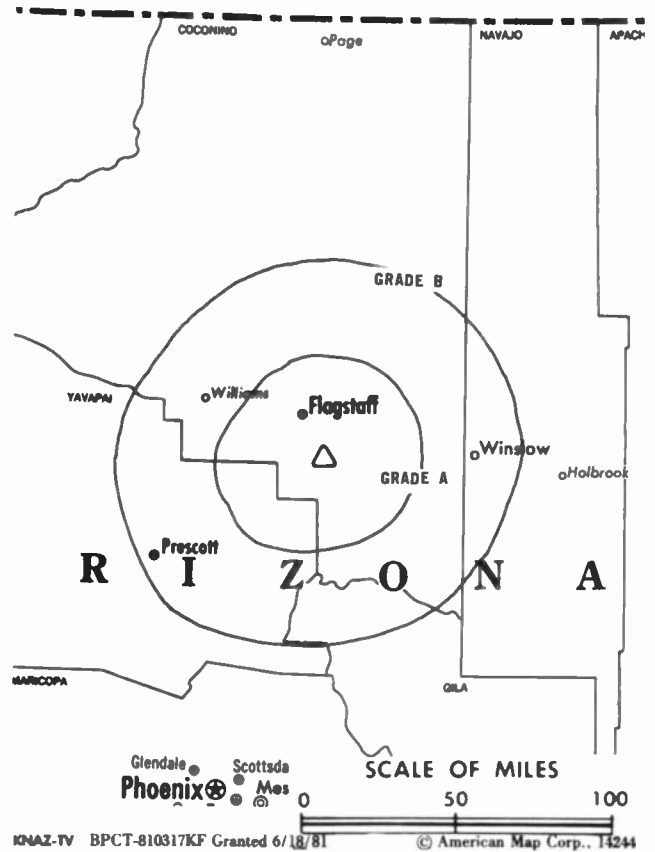 COCONINO
Page
NAVAJO
APACH
GRADE B
YAVAPAI
Williams
Flagstaff
Winslow
GRADE A
Holbrook
Prescott
R I Z O N A
MARICOPA
GILA
Glendale
Scottsda
Phoenix
Mes
SCALE OF MILES
0 50 100
KNAZ-TV BPCT-810317KF Granted 6/18/81 © American Map Corp., 14244